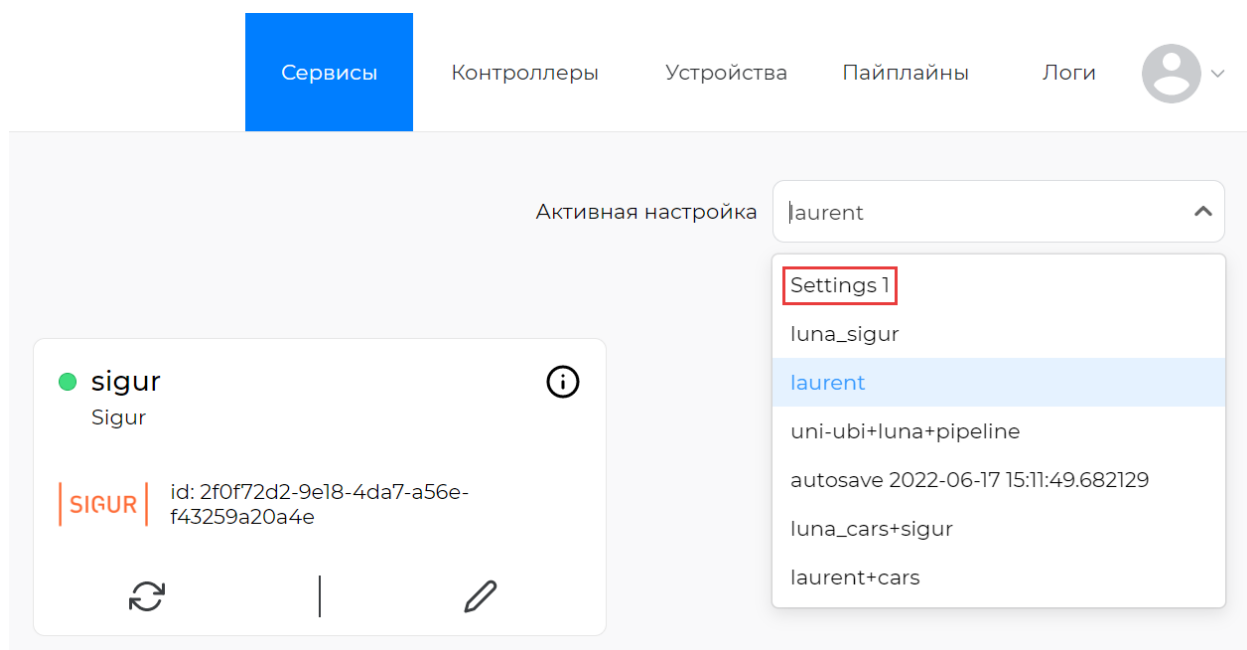 Сервисы Контроллеры Устройства Пайплайны Логи
Активная настройка laurent
Settings 1
luna_sigur
laurent
uni-ubi+luna+pipeline
autosave 2022-06-17 15:11:49.682129
luna_cars+sigur
laurent+cars
sigur
Sigur
SIGUR
id: 2f0f72d2-9e18-4da7-a56e-
f43259a20a4e